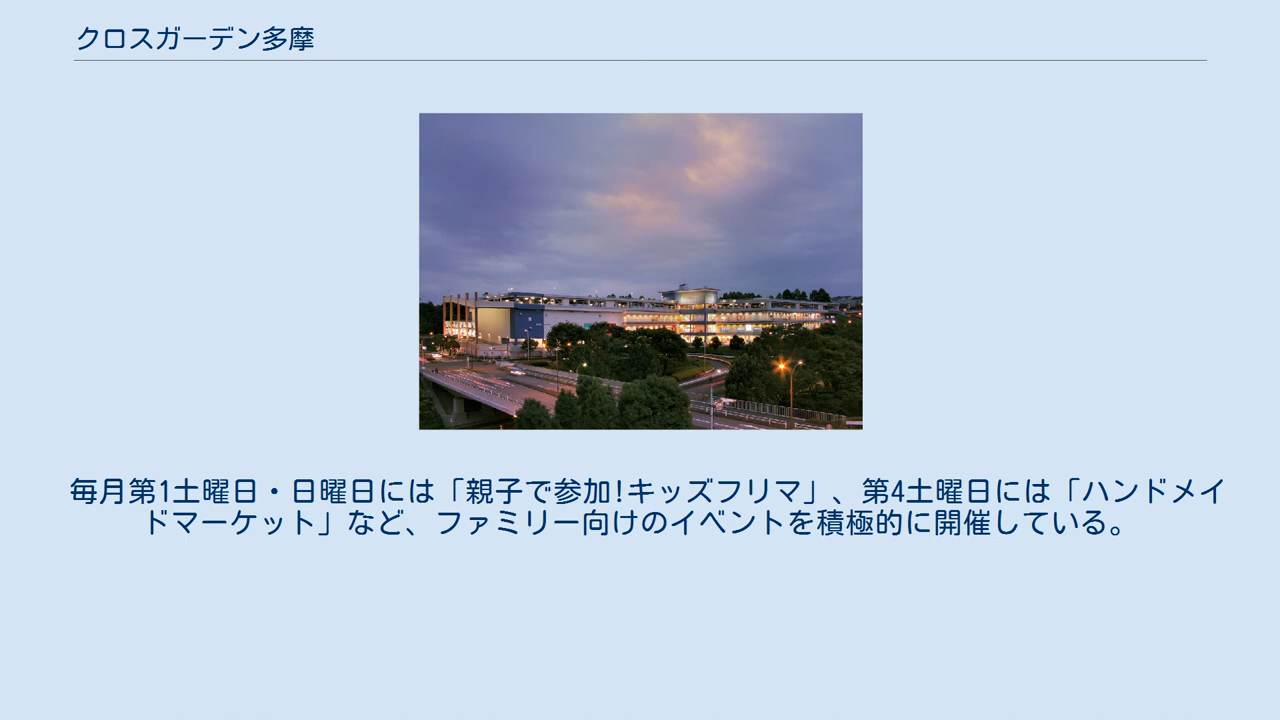 クロスガーデン多摩
毎月第1土曜日・日曜日には「親子で参加!キッズフリマ」、第4土曜日には「ハンドメイ
ドマーケット」など、ファミリー向けのイベントを積極的に開催している。